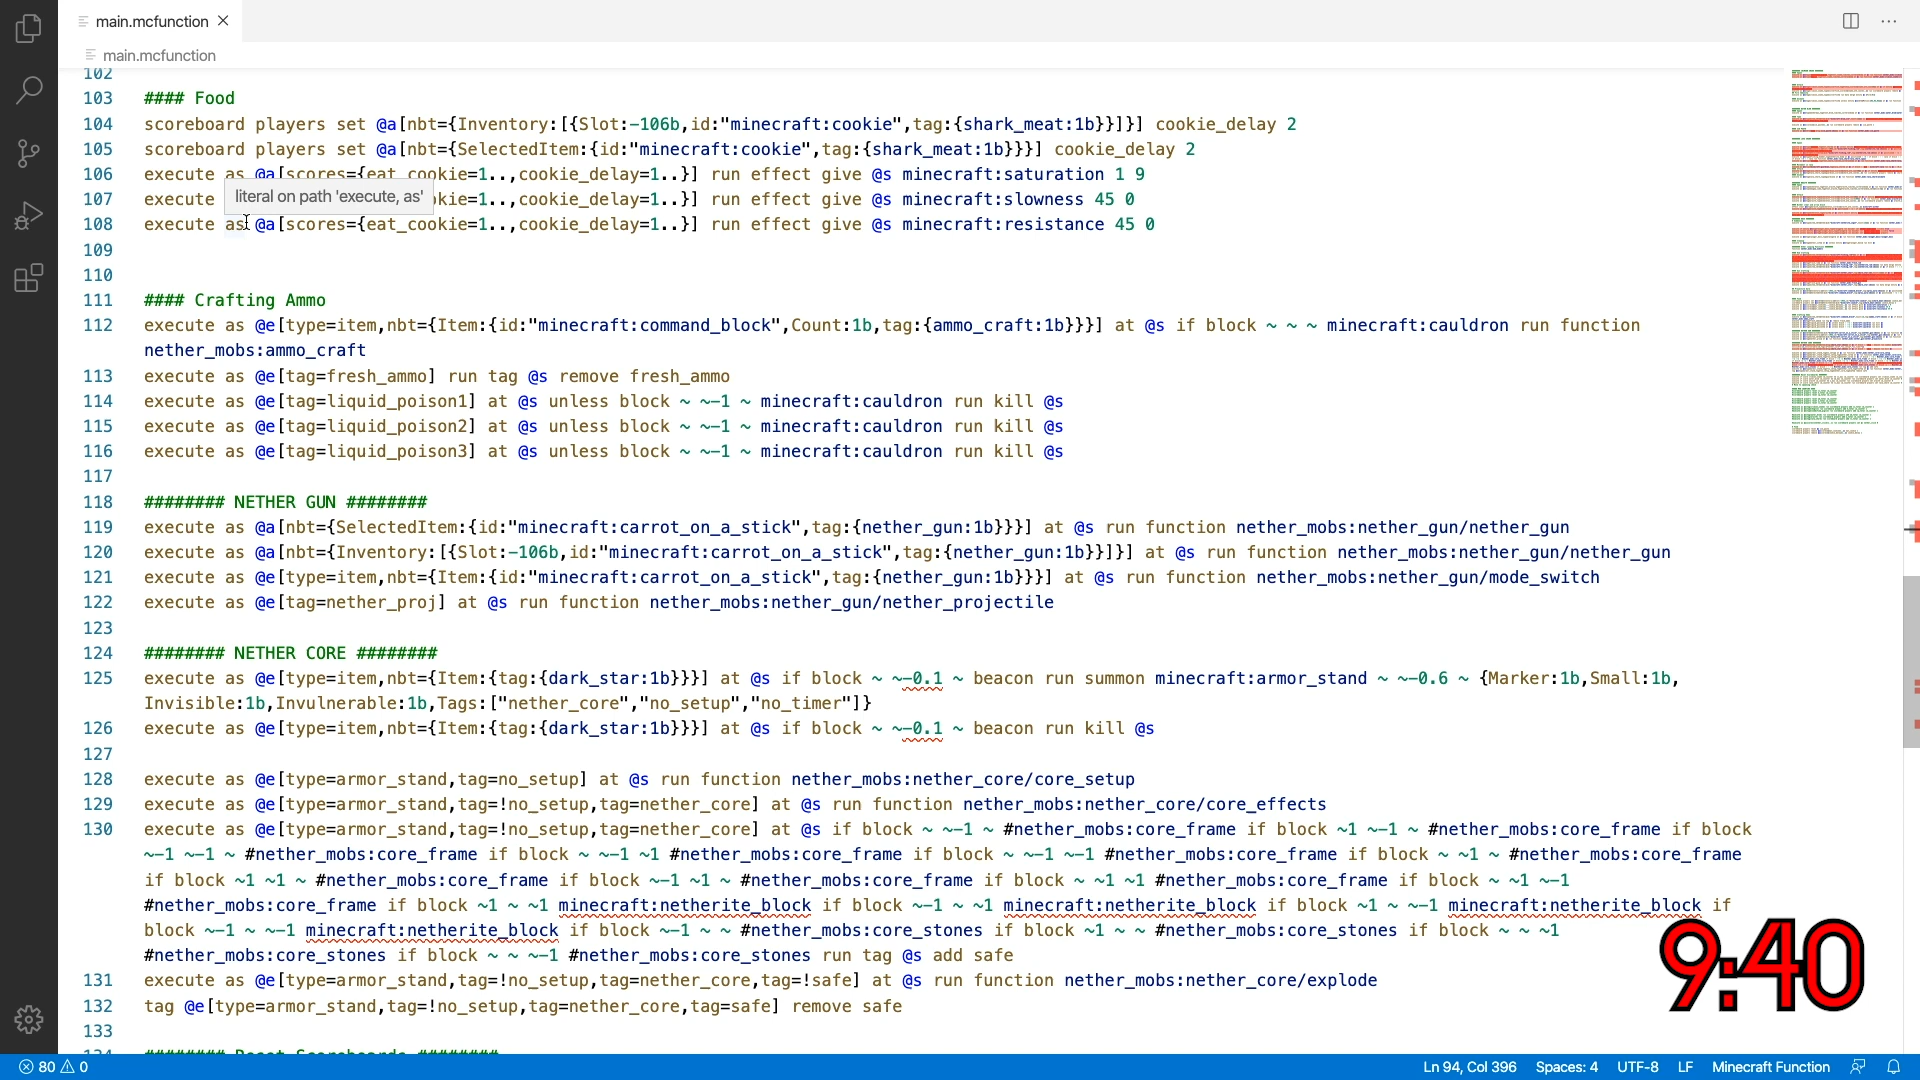 main.mcfunction
main.mcfunction
102
103 #### Food
104 scoreboard players set @a[nbt={Inventory:[{Slot:-106b,id:"minecraft:cookie",tag:{shark_meat:1b}}]}] cookie_delay 2
105 scoreboard players set @a[nbt={SelectedItem:{id:"minecraft:cookie",tag:{shark_meat:1b}}}] cookie_delay 2
106 execute as @a[scores={eat_cookie=1..,cookie_delay=1..}] run effect give @s minecraft:saturation 1 9
literal on path 'execute, as'
107 execute kie=1..,cookie_delay=1..}] run effect give @s minecraft:slowness 45 0
108 execute as @a[scores={eat_cookie=1..,cookie_delay=1..}] run effect give @s minecraft:resistance 45 0
109
110
111 #### Crafting Ammo
112 execute as @e[type=item,nbt={Item:{id:"minecraft:command_block",Count:1b,tag:{ammo_craft:1b}}}] at @s if block ~ ~ ~ minecraft:cauldron run function
nether_mobs:ammo_craft
113 execute as @e[tag=fresh_ammo] run tag @s remove fresh_ammo
114 execute as @e[tag=liquid_poison1] at @s unless block ~ ~-1 ~ minecraft:cauldron run kill @s
115 execute as @e[tag=liquid_poison2] at @s unless block ~ ~-1 ~ minecraft:cauldron run kill @s
116 execute as @e[tag=liquid_poison3] at @s unless block ~ ~-1 ~ minecraft:cauldron run kill @s
117
118 ######## NETHER GUN ########
119 execute as @a[nbt={SelectedItem:{id:"minecraft:carrot_on_a_stick",tag:{nether_gun:1b}}}] at @s run function nether_mobs:nether_gun/nether_gun
120 execute as @a[nbt={Inventory:[{Slot:-106b,id:"minecraft:carrot_on_a_stick",tag:{nether_gun:1b}}]}] at @s run function nether_mobs:nether_gun/nether_gun
121 execute as @e[type=item,nbt={Item:{id:"minecraft:carrot_on_a_stick",tag:{nether_gun:1b}}}] at @s run function nether_mobs:nether_gun/mode_switch
122 execute as @e[tag=nether_proj] at @s run function nether_mobs:nether_gun/nether_projectile
123
124 ######## NETHER CORE ########
125 execute as @e[type=item,nbt={Item:{tag:{dark_star:1b}}}] at @s if block ~ ~-0.1 ~ beacon run summon minecraft:armor_stand ~ ~-0.6 ~ {Marker:1b,Small:1b,
Invisible:1b,Invulnerable:1b,Tags:["nether_core","no_setup","no_timer"]}
126 execute as @e[type=item,nbt={Item:{tag:{dark_star:1b}}}] at @s if block ~ ~-0.1 ~ beacon run kill @s
127
128 execute as @e[type=armor_stand,tag=no_setup] at @s run function nether_mobs:nether_core/core_setup
129 execute as @e[type=armor_stand,tag=!no_setup,tag=nether_core] at @s run function nether_mobs:nether_core/core_effects
130 execute as @e[type=armor_stand,tag=!no_setup,tag=nether_core] at @s if block ~ ~-1 ~ #nether_mobs:core_frame if block ~1 ~-1 ~ #nether_mobs:core_frame if block
~-1 ~-1 ~ #nether_mobs:core_frame if block ~ ~-1 ~1 #nether_mobs:core_frame if block ~ ~-1 ~-1 #nether_mobs:core_frame if block ~ ~1 ~ #nether_mobs:core_frame
if block ~1 ~1 ~ #nether_mobs:core_frame if block ~-1 ~1 ~ #nether_mobs:core_frame if block ~ ~1 ~1 #nether_mobs:core_frame if block ~ ~1 ~-1
#nether_mobs:core_frame if block ~1 ~ ~1 minecraft:netherite_block if block ~-1 ~ ~1 minecraft:netherite_block if block ~1 ~ ~-1 minecraft:netherite_block if
block ~-1 ~ ~-1 minecraft:netherite_block if block ~-1 ~ ~ #nether_mobs:core_stones if block ~1 ~ ~ #nether_mobs:core_stones if block ~ ~ ~1
#nether_mobs:core_stones if block ~ ~ ~-1 #nether_mobs:core_stones run tag @s add safe
131 execute as @e[type=armor_stand,tag=!no_setup,tag=nether_core,tag=!safe] at @s run function nether_mobs:nether_core/explode
132 tag @e[type=armor_stand,tag=!no_setup,tag=nether_core,tag=safe] remove safe
133
134 ######## Reset Scoreboards ########
9:40
80 0 Ln 94, Col 396 Spaces: 4 UTF-8 LF Minecraft Function